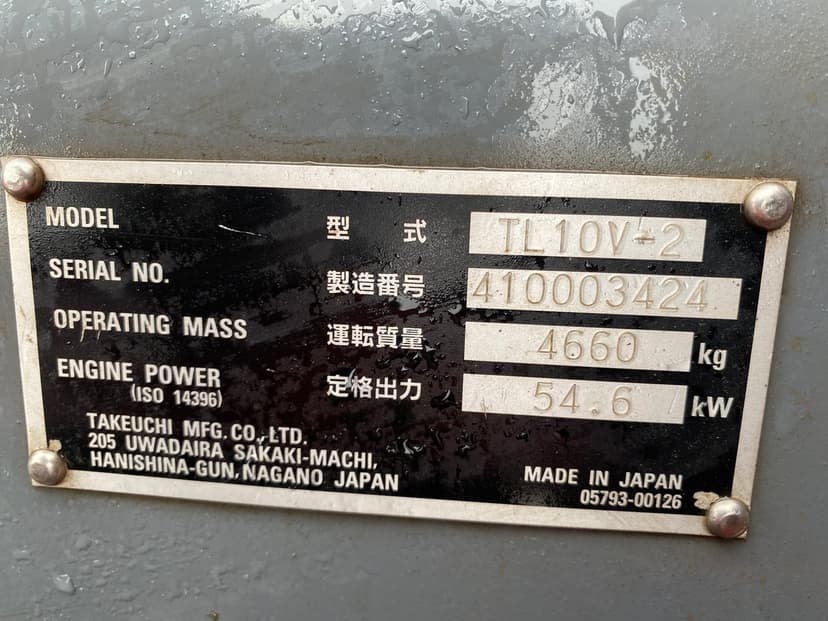 MODEL 型 式 TL10V-2
SERIAL NO. 製造番号 410003424
OPERATING MASS 運転質量 4660 kg
ENGINE POWER 定格出力 54.6 kW
(ISO 14396)
TAKEUCHI MFG. CO., LTD.
205 UWADAIRA SAKAKI-MACHI,
HANISHINA-GUN, NAGANO JAPAN
MADE IN JAPAN
05793-00126